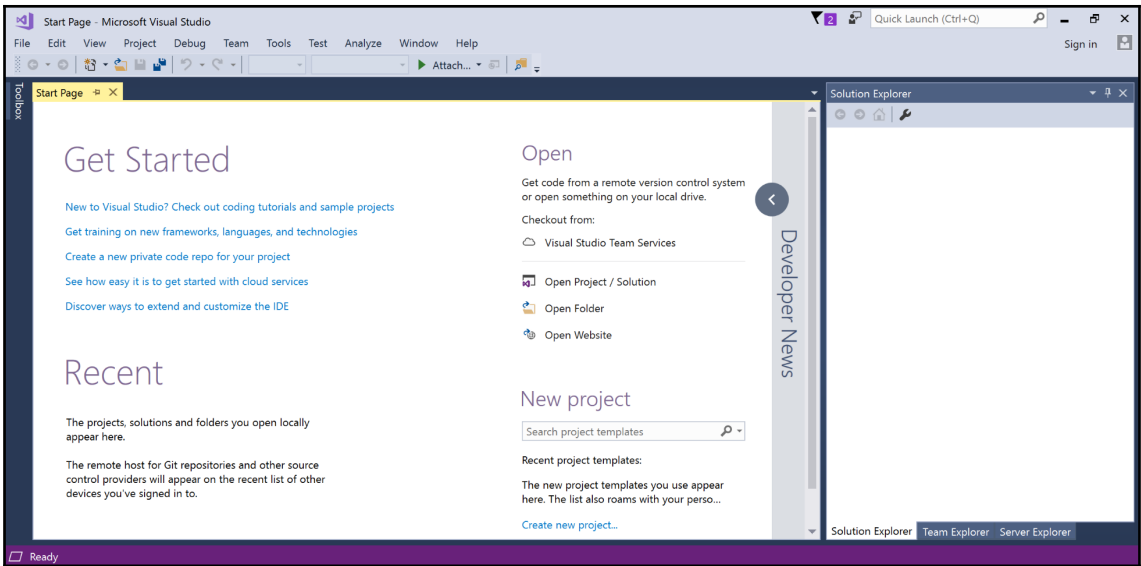 Start Page - Microsoft Visual Studio
2
Quick Launch (Ctrl+Q)
File Edit View Project Debug Team Tools Test Analyze Window Help
Sign in
Attach...
Toolbox
Start Page
Solution Explorer
Get Started
New to Visual Studio? Check out coding tutorials and sample projects
Get training on new frameworks, languages, and technologies
Create a new private code repo for your project
See how easy it is to get started with cloud services
Discover ways to extend and customize the IDE
Recent
The projects, solutions and folders you open locally
appear here.
The remote host for Git repositories and other source
control providers will appear on the recent list of other
devices you've signed in to.
Open
Get code from a remote version control system
or open something on your local drive.
Checkout from:
Visual Studio Team Services
Open Project / Solution
Open Folder
Open Website
New project
Search project templates
Recent project templates:
The new project templates you use appear
here. The list also roams with your perso...
Create new project...
Developer News
Solution Explorer Team Explorer Server Explorer
Ready